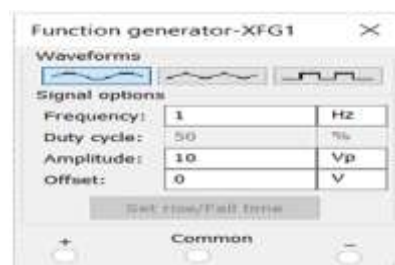 Function generator-XFG1
Waveforms
Signal options
Frequency: 1 Hz
Duty cycle: 50 %
Amplitude: 10 Vp
Offset: 0 V
Set rise/Fall time
+ Common –